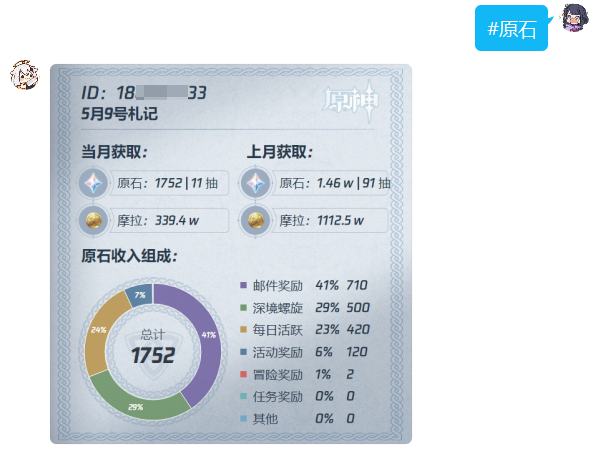 #原石
ID：18 33
原神
5月9号札记
当月获取：
上月获取：
原石：1752 | 11 抽
原石：1.46 w | 91 抽
摩拉：339.4 w
摩拉：1112.5 w
原石收入组成：
7%
24%
41%
29%
总计
1752
邮件奖励 41% 710
深境螺旋 29% 500
每日活跃 23% 420
活动奖励 6% 120
冒险奖励 1% 2
任务奖励 0% 0
其他 0% 0